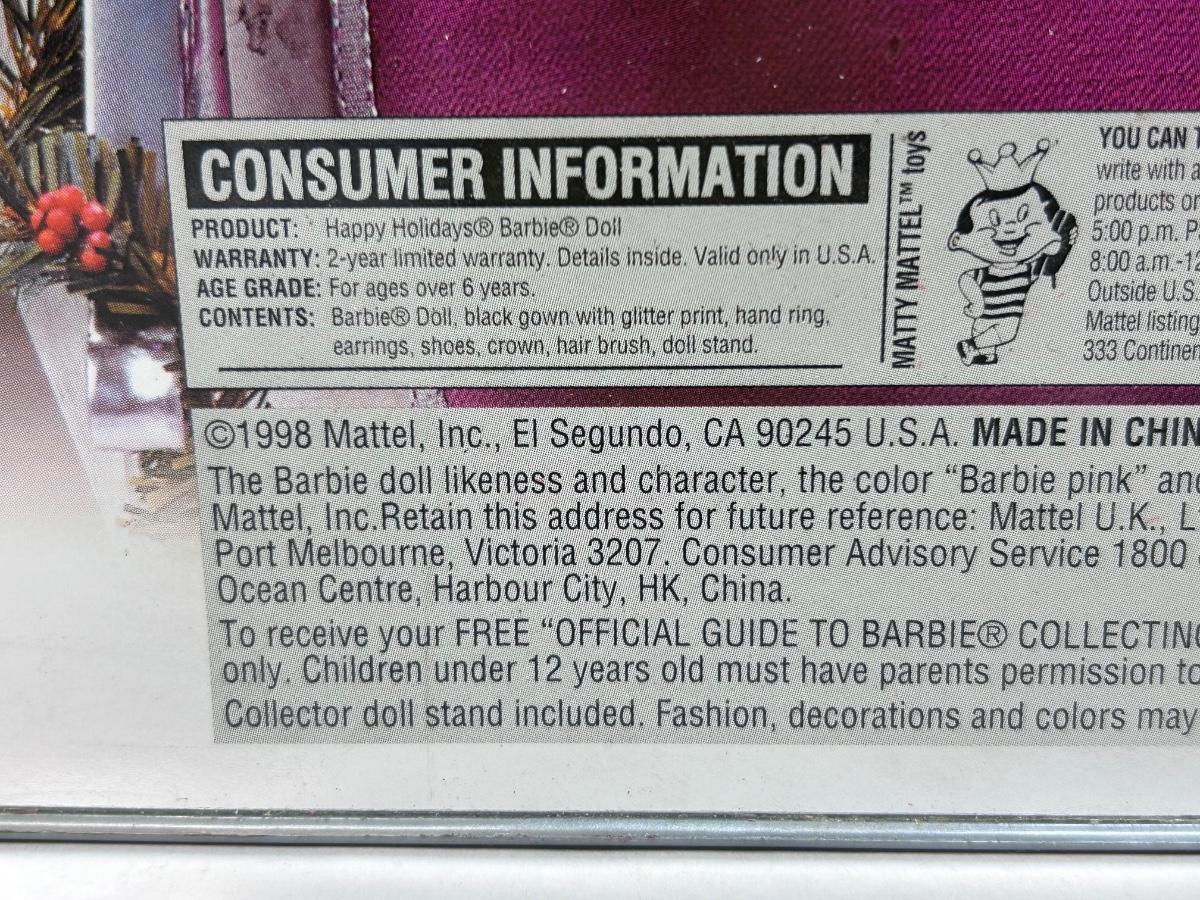 CONSUMER INFORMATION
PRODUCT: Happy Holidays® Barbie® Doll
WARRANTY: 2-year limited warranty. Details inside. Valid only in U.S.A.
AGE GRADE: For ages over 6 years.
CONTENTS: Barbie® Doll, black gown with glitter print, hand ring,
earrings, shoes, crown, hair brush, doll stand.
MATTY MATTEL™ toys
YOU CAN
write with
products or
5:00 p.m.
8:00 a.m.-12
Outside U.S.
Mattel listing
333
©1998 Mattel, Inc., El Segundo, CA 90245 U.S.A. MADE IN
The Barbie doll likeness and character, the color “Barbie pink” and
Mattel, Inc.Retain this address for future reference: Mattel U.K.,
Port Melbourne, Victoria 3207. Consumer Advisory Service 1800
Ocean Centre, Harbour City, HK, China.
To receive your FREE “OFFICIAL GUIDE TO BARBIE® COLLECTING
only. Children under 12 years old must have parents permission to
Collector doll stand included. Fashion, decorations and colors may